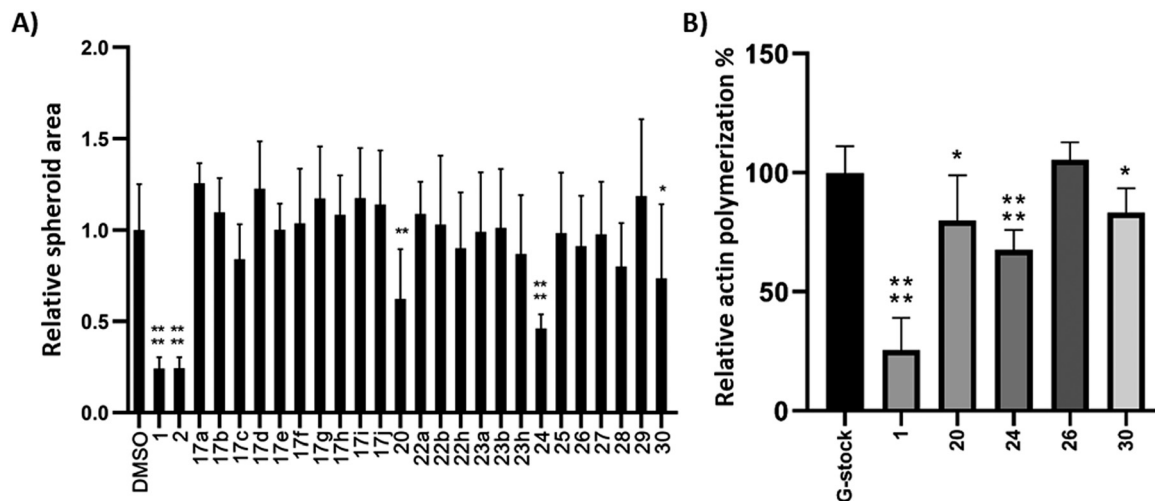 A)
Relative spheroid area
2.0
1.5
1.0
0.5
0.0
**
**
**
**
**
**
**
*
DMSO
1
2
17a
17b
17c
17d
17e
17f
17g
17h
17i
17j
20
22a
22b
22h
23a
23b
23h
24
25
26
27
28
29
30
B)
Relative actin polymerization %
150
100
50
0
**
**
*
**
**
*
G-stock
1
20
24
26
30